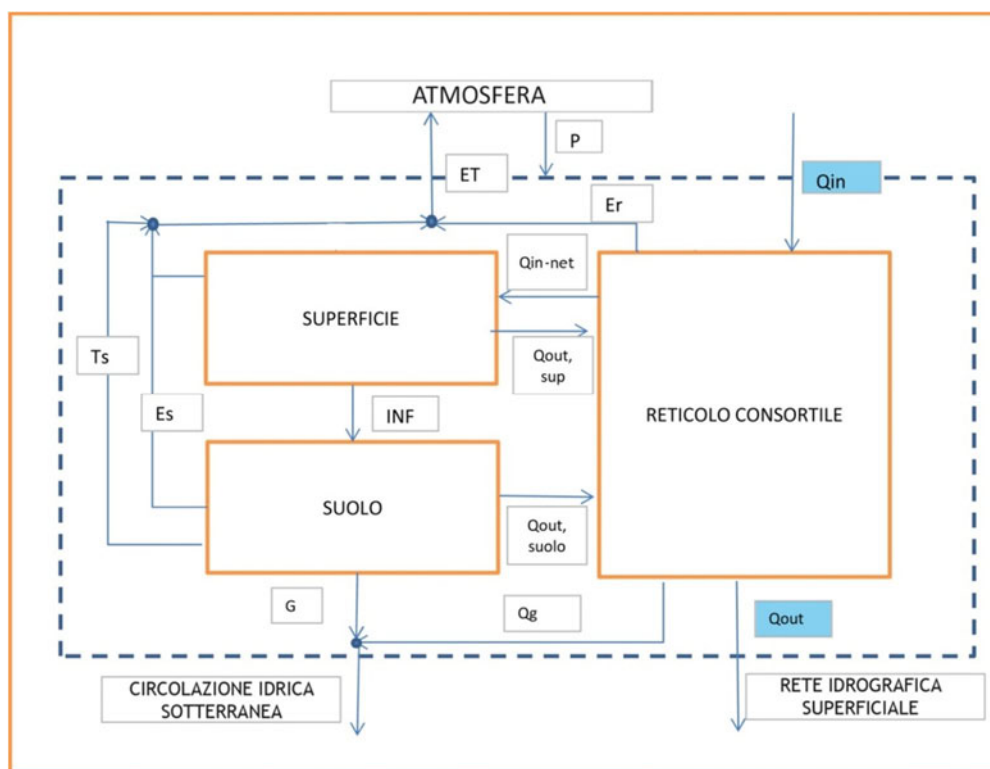 ATMOSFERA
P
ET
Qin
Er
Qin-net
SUPERFICIE
Ts
Qout,
sup
Es
INF
RETICOLO CONSORTILE
SUOLO
Qout,
suolo
G
Qg
Qout
CIRCOLAZIONE IDRICA
SOTTERRANEA
RETE IDROGRAFICA
SUPERFICIALE